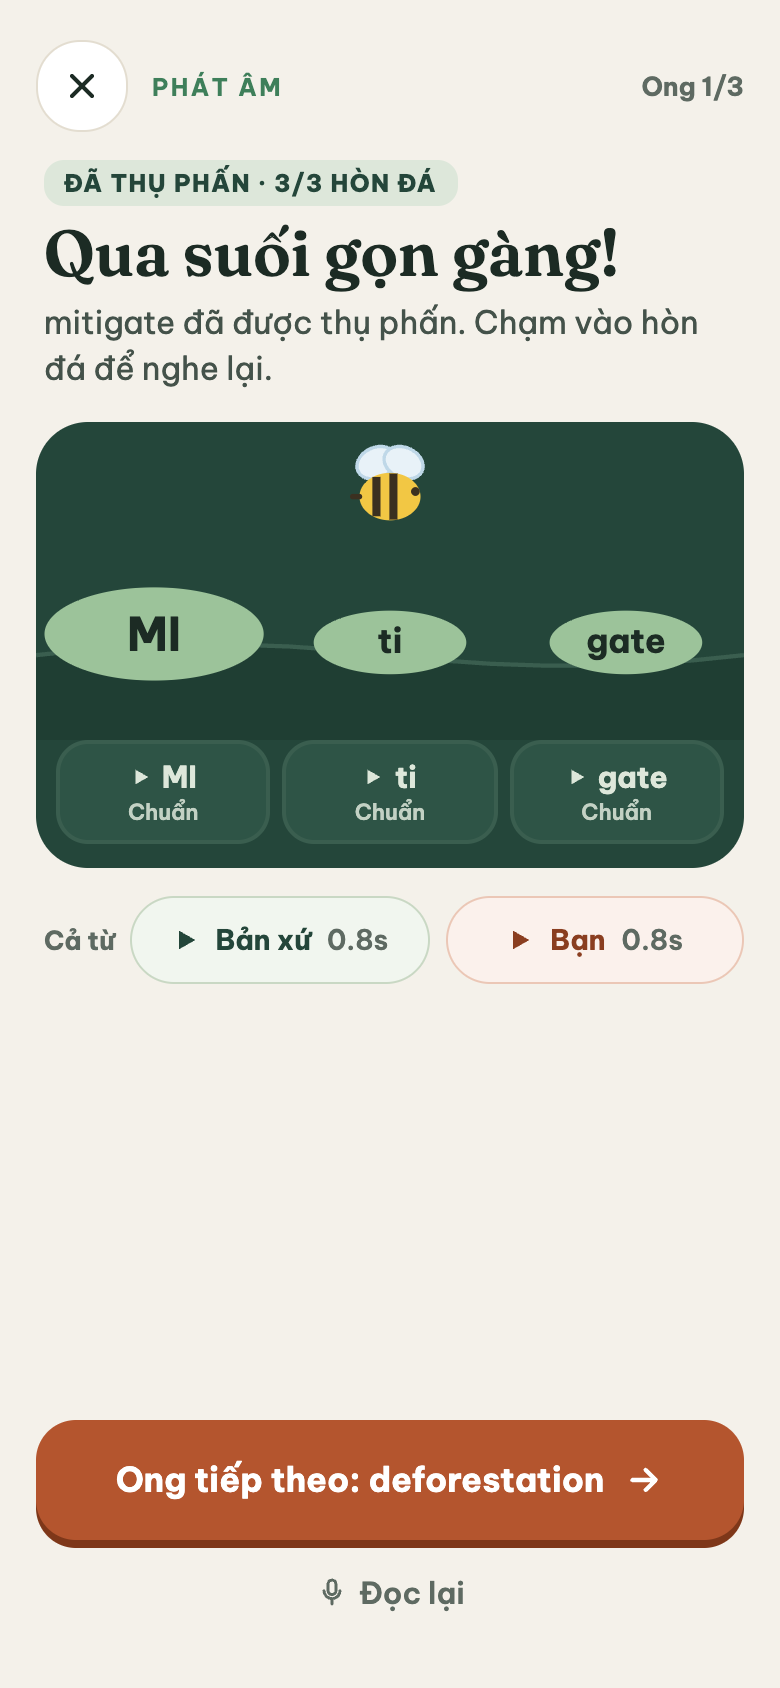 PHÁT ÂM
Ong 1/3
ĐÃ THỤ PHẤN · 3/3 HÒN ĐÁ
Qua suối gọn gàng!
mitigate đã được thụ phấn. Chạm vào hòn
đá để nghe lại.
MI
ti
gate
MI
Chuẩn
ti
Chuẩn
gate
Chuẩn
Cả từ
Bản xứ 0.8s
Bạn 0.8s
Ong tiếp theo: deforestation →
Đọc lại